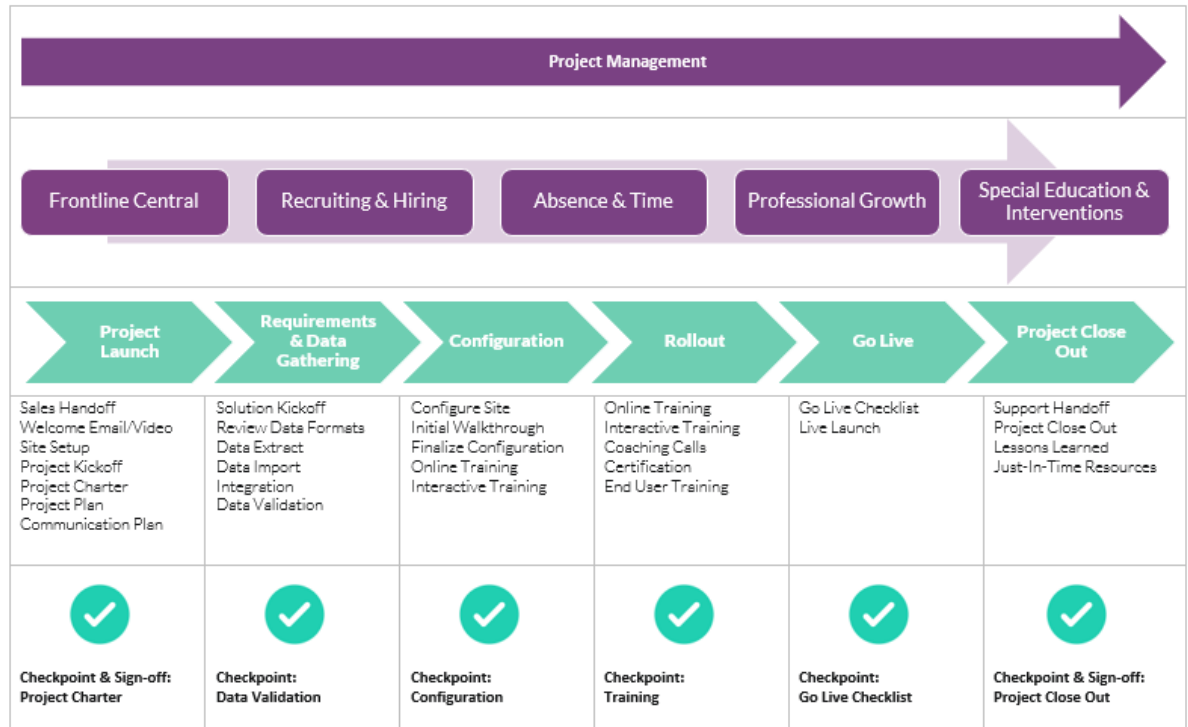 Project Management
Frontline Central
Recruiting & Hiring
Absence & Time
Professional Growth
Special Education &
Interventions
Project
Launch
Requirements
& Data
Gathering
Configuration
Rollout
Go Live
Project Close
Out
Sales Handoff
Welcome Email/Video
Site Setup
Project Kickoff
Project Charter
Project Plan
Communication Plan
Solution Kickoff
Review Data Formats
Data Extract
Data Import
Integration
Data Validation
Configure Site
Initial Walkthrough
Finalize Configuration
Online Training
Interactive Training
Online Training
Interactive Training
Coaching Calls
Certification
End User Training
Go Live Checklist
Live Launch
Support Handoff
Project Close Out
Lessons Learned
Just-In-Time Resources
Checkpoint & Sign-off:
Project Charter
Checkpoint:
Data Validation
Checkpoint:
Configuration
Checkpoint:
Training
Checkpoint:
Go Live Checklist
Checkpoint & Sign-off:
Project Close Out